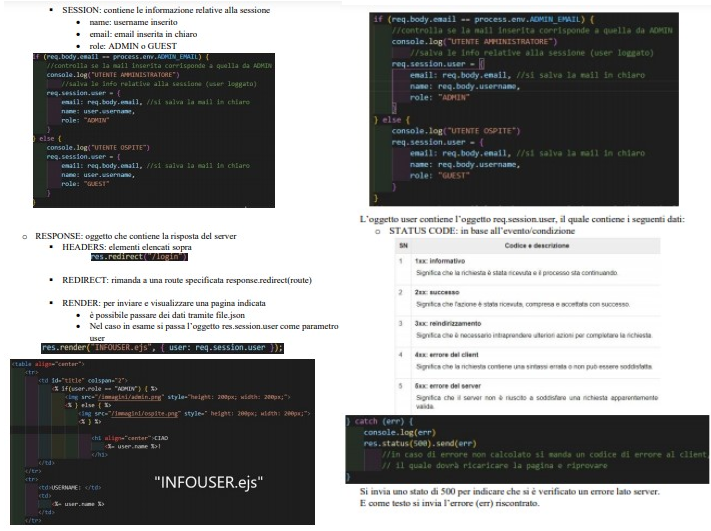 ▪ SESSION: contiene le informazione relative alla sessione
• name: username inserito
• email: email inserita in chiaro
• role: ADMIN o GUEST
if (req.body.email == process.env.ADMIN_EMAIL) {
//controlla se la mail inserita corrisponde a quella da ADMIN
console.log("UTENTE AMMINISTRATORE")
//salva le info relative alla sessione (user loggato)
req.session.user = {
email: req.body.email, //si salva la mail in chiaro
name: user.username,
role: "ADMIN"
}
} else {
console.log("UTENTE OSPITE")
req.session.user = {
email: req.body.email, //si salva la mail in chiaro
name: user.username,
role: "GUEST"
}
}
o RESPONSE: oggetto che contiene la risposta del server
▪ HEADERS: elementi elencati sopra
res.redirect("/login")
▪ REDIRECT: rimanda a una route specificata response.redirect(route)
▪ RENDER: per inviare e visualizzare una pagina indicata
• è possibile passare dei dati tramite file.json
• Nel caso in esame si passa l'oggetto res.session.user come parametro
user
res.render("INFOUSER.ejs", { user: req.session.user });
<table align="center">
<tr>
<td id="title" colspan="2">
<% if(user.role == "ADMIN") { %>
<img src="/immagini/admin.png" style="height: 200px; width: 200px;">
<% } else { %>
<img src="/immagini/ospite.png" style=" height: 200px; width: 200px;">
<% } %>
<h1 align="center">CIAO
<%= user.name %>!
</h1>
</td>
</tr>
<tr>
<td>USERNAME: </td>
<td>
<%= user.name %>
</td>
</tr>
"INFOUSER.ejs"
if (req.body.email == process.env.ADMIN_EMAIL) {
//controlla se la mail inserita corrisponde a quella da ADMIN
console.log("UTENTE AMMINISTRATORE")
//salva le info relative alla sessione (user loggato)
req.session.user = {
email: req.body.email, //si salva la mail in chiaro
name: req.body.username,
role: "ADMIN"
}
} else {
console.log("UTENTE OSPITE")
req.session.user = {
email: req.body.email, //si salva la mail in chiaro
name: req.body.username,
role: "GUEST"
}
}
L'oggetto user contiene l'oggetto req.session.user, il quale contiene i seguenti dati:
o STATUS CODE: in base all'evento/condizione
SN Codice e descrizione
1 1xx: informativo
Significa che la richiesta è stata ricevuta e il processo sta continuando.
2 2xx: successo
Significa che l'azione è stata ricevuta, compresa e accettata con successo.
3 3xx: reindirizzamento
Significa che è necessario intraprendere ulteriori azioni per completare la richiesta.
4 4xx: errore del client
Significa che la richiesta contiene una sintassi errata o non può essere soddisfatta.
5 5xx: errore del server
Significa che il server non è riuscito a soddisfare una richiesta apparentemente
valida.
} catch (err) {
console.log(err)
res.status(500).send(err)
//in caso di errore non calcolato si manda un codice di errore al client,
// il quale dovrà ricaricare la pagina e riprovare
}
Si invia uno stato di 500 per indicare che si è verificato un errore lato server.
E come testo si invia l'errore (err) riscontrato.